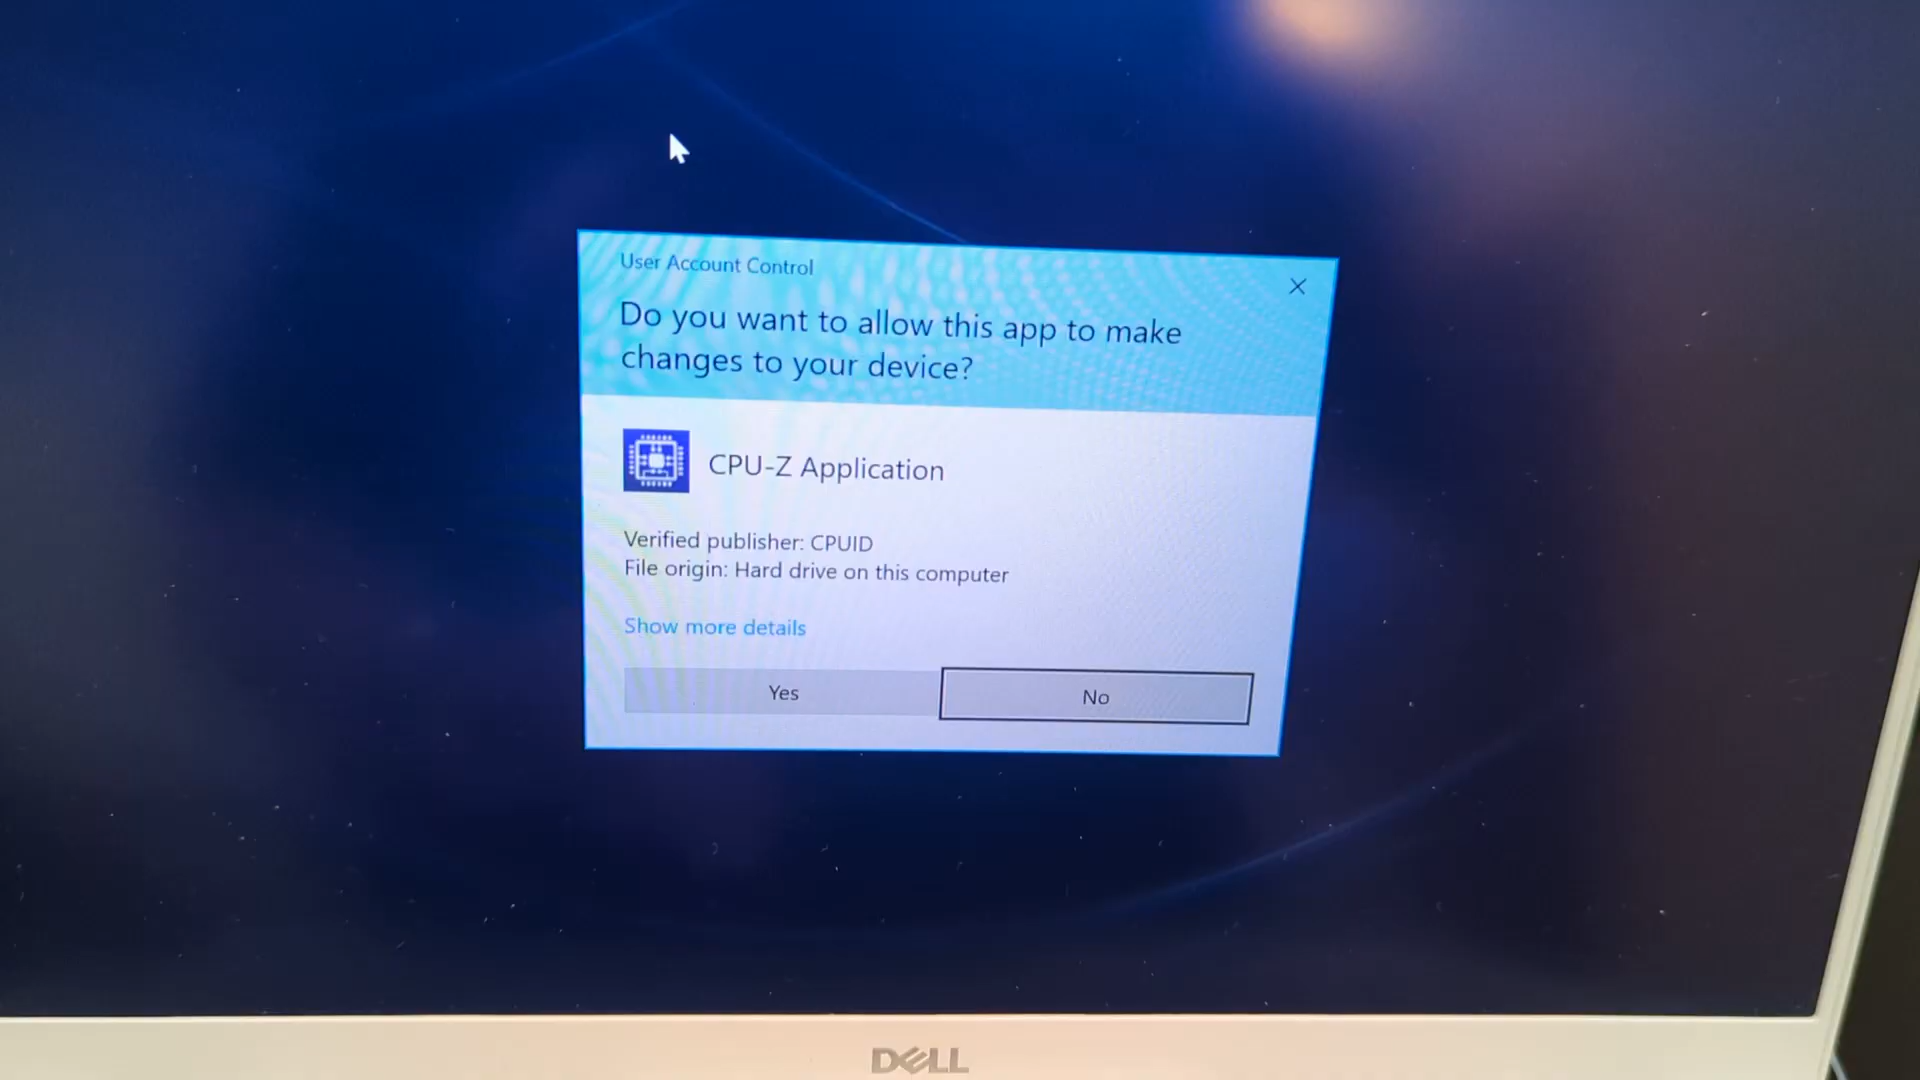 User Account Control
Do you want to allow this app to make
changes to your device?
CPU-Z Application
Verified publisher: CPUID
File origin: Hard drive on this computer
Show more details
Yes No
DELL